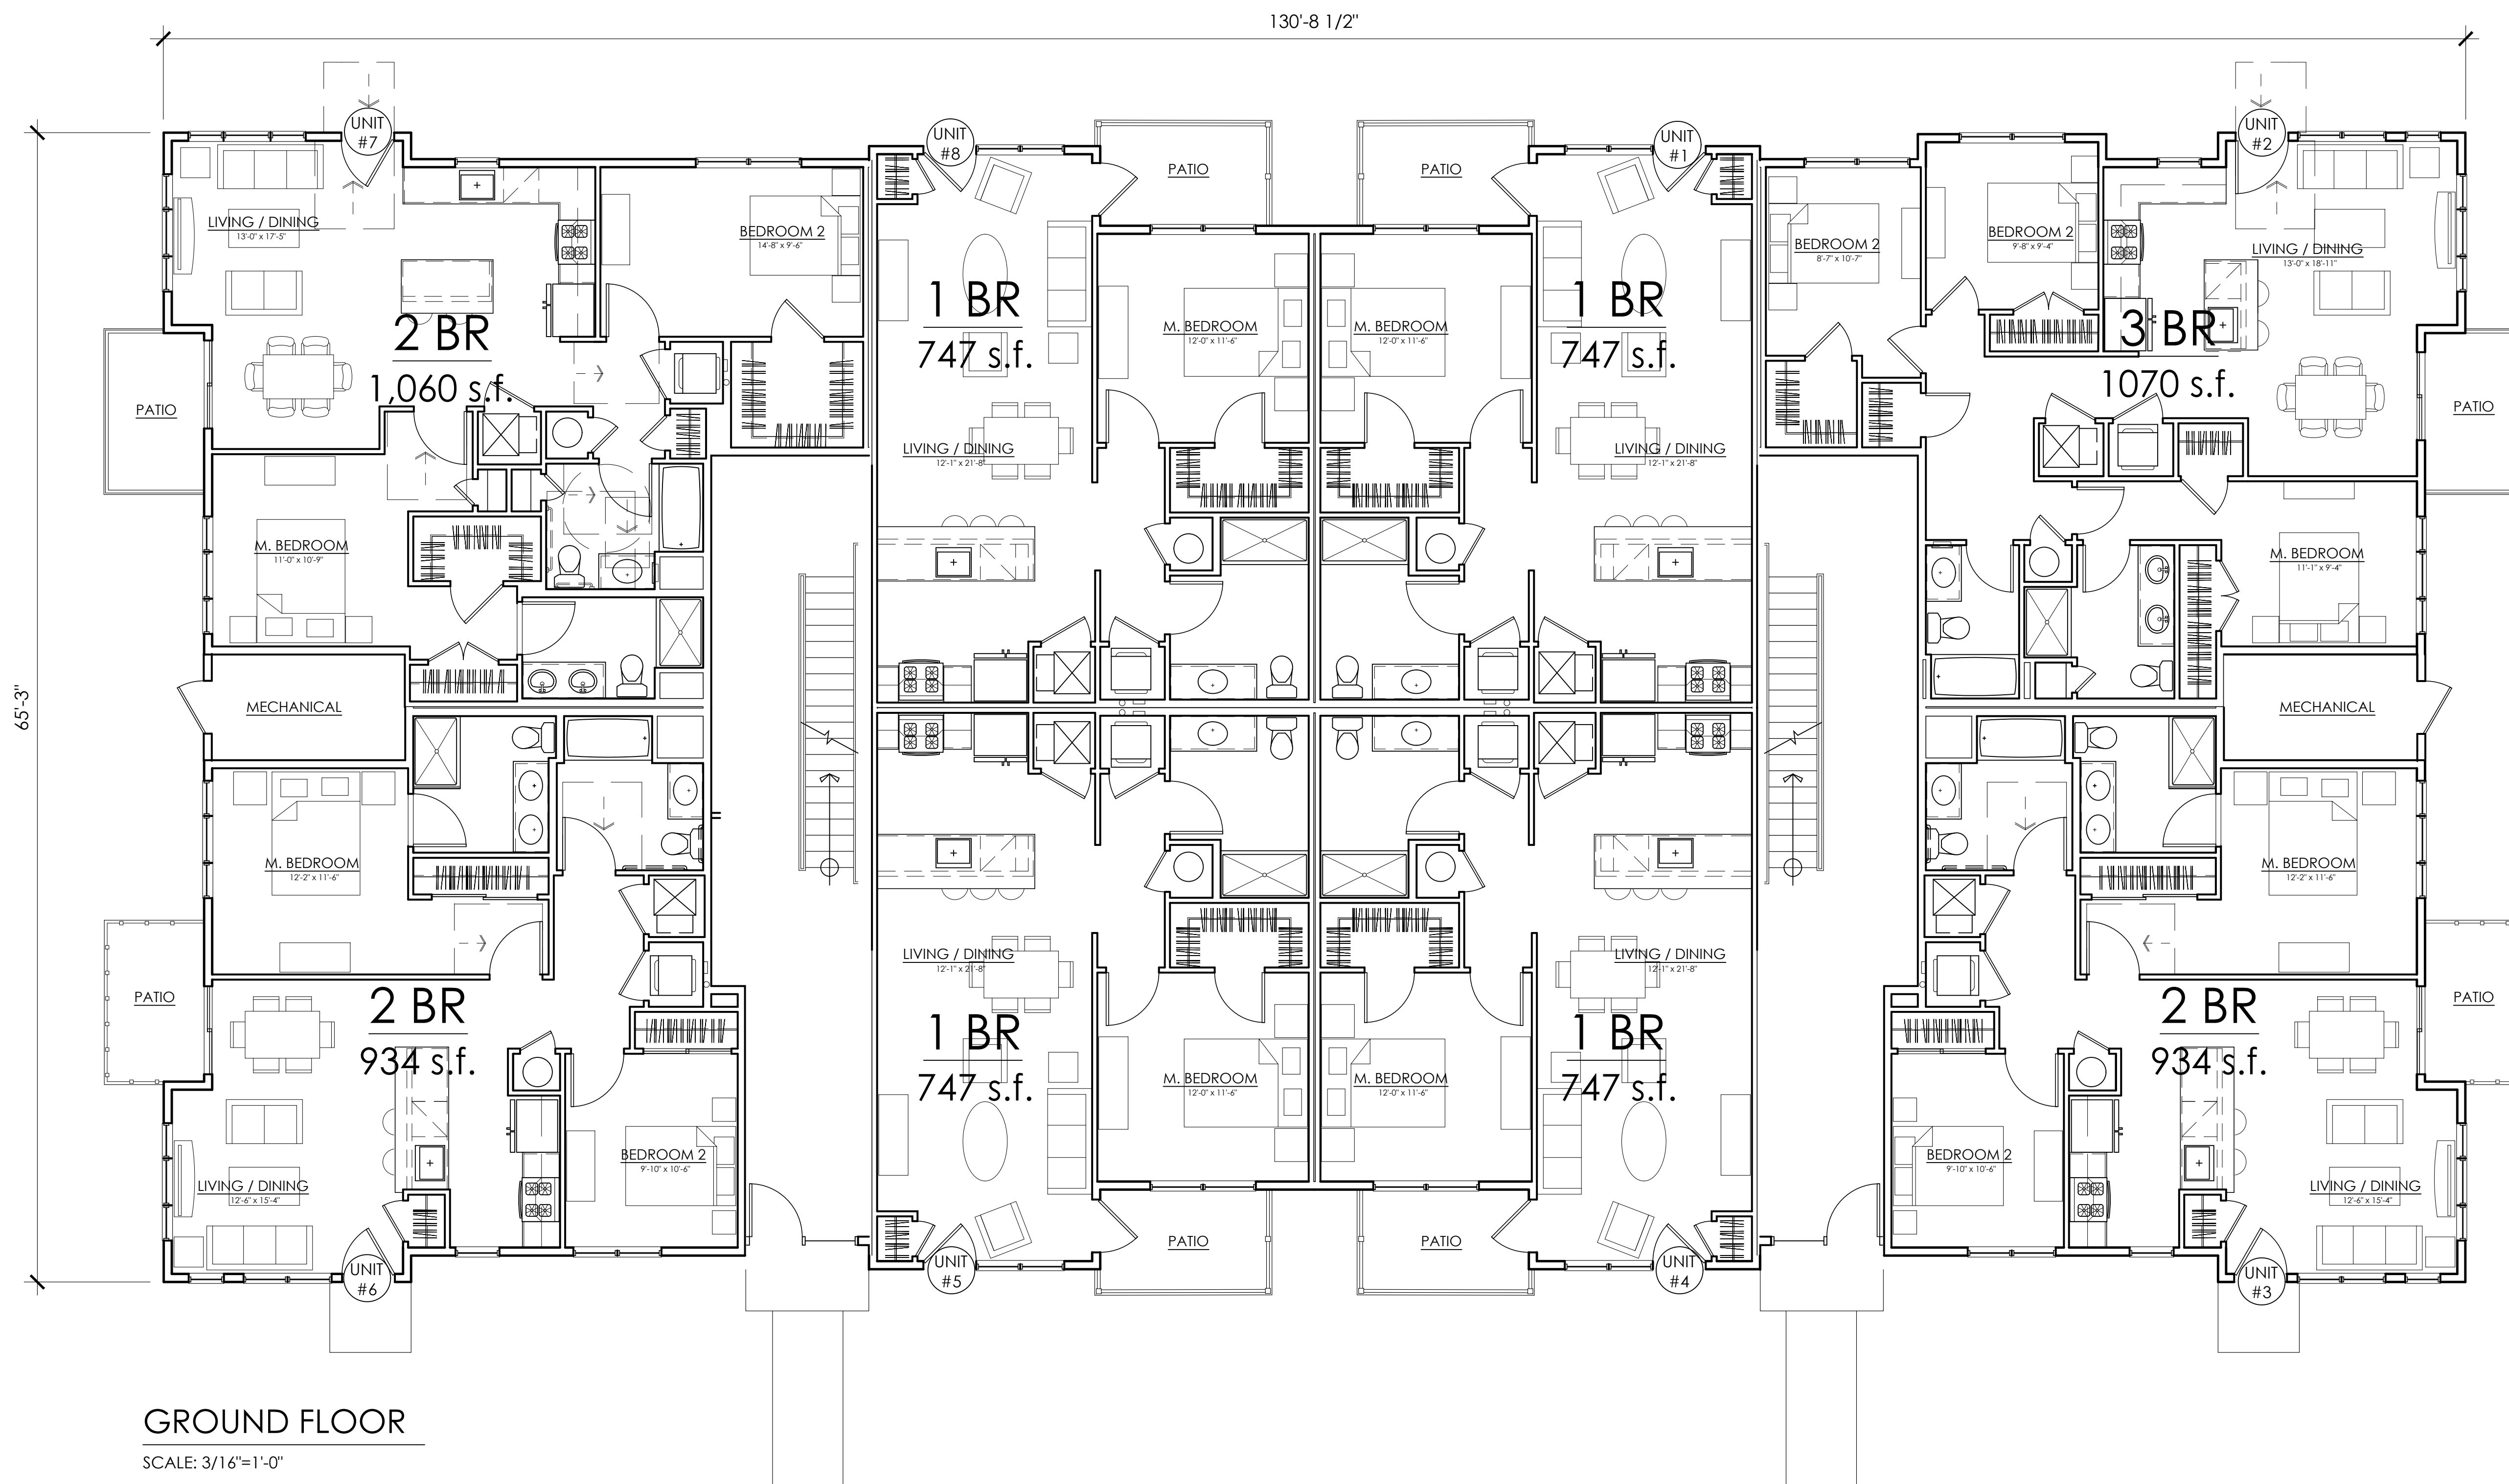 130'-8 1/2"
65'-3"
UNIT
#7
UNIT
#8
PATIO
PATIO
UNIT
#1
UNIT
#2
LIVING / DINING
13'-0" x 17'-5"
BEDROOM 2
14'-8" x 9'-6"
BEDROOM 2
8'-7" x 10'-7"
BEDROOM 2
9'-8" x 9'-4"
LIVING / DINING
13'-0" x 18'-11"
2 BR
1,060 s.f.
1 BR
747 s.f.
M. BEDROOM
12'-0" x 11'-6"
M. BEDROOM
12'-0" x 11'-6"
1 BR
747 s.f.
3 BR
1070 s.f.
PATIO
PATIO
LIVING / DINING
12'-1" x 21'-8"
LIVING / DINING
12'-1" x 21'-8"
M. BEDROOM
11'-0" x 10'-9"
M. BEDROOM
11'-1" x 9'-4"
MECHANICAL
MECHANICAL
M. BEDROOM
12'-2" x 11'-6"
M. BEDROOM
12'-2" x 11'-6"
LIVING / DINING
12'-1" x 21'-8"
LIVING / DINING
12'-1" x 21'-8"
PATIO
PATIO
2 BR
934 s.f.
1 BR
747 s.f.
M. BEDROOM
12'-0" x 11'-6"
M. BEDROOM
12'-0" x 11'-6"
1 BR
747 s.f.
2 BR
934 s.f.
BEDROOM 2
9'-10" x 10'-6"
BEDROOM 2
9'-10" x 10'-6"
LIVING / DINING
12'-6" x 15'-4"
LIVING / DINING
12'-6" x 15'-4"
PATIO
PATIO
UNIT
#6
UNIT
#5
UNIT
#4
UNIT
#3
GROUND FLOOR
SCALE: 3/16"=1'-0"